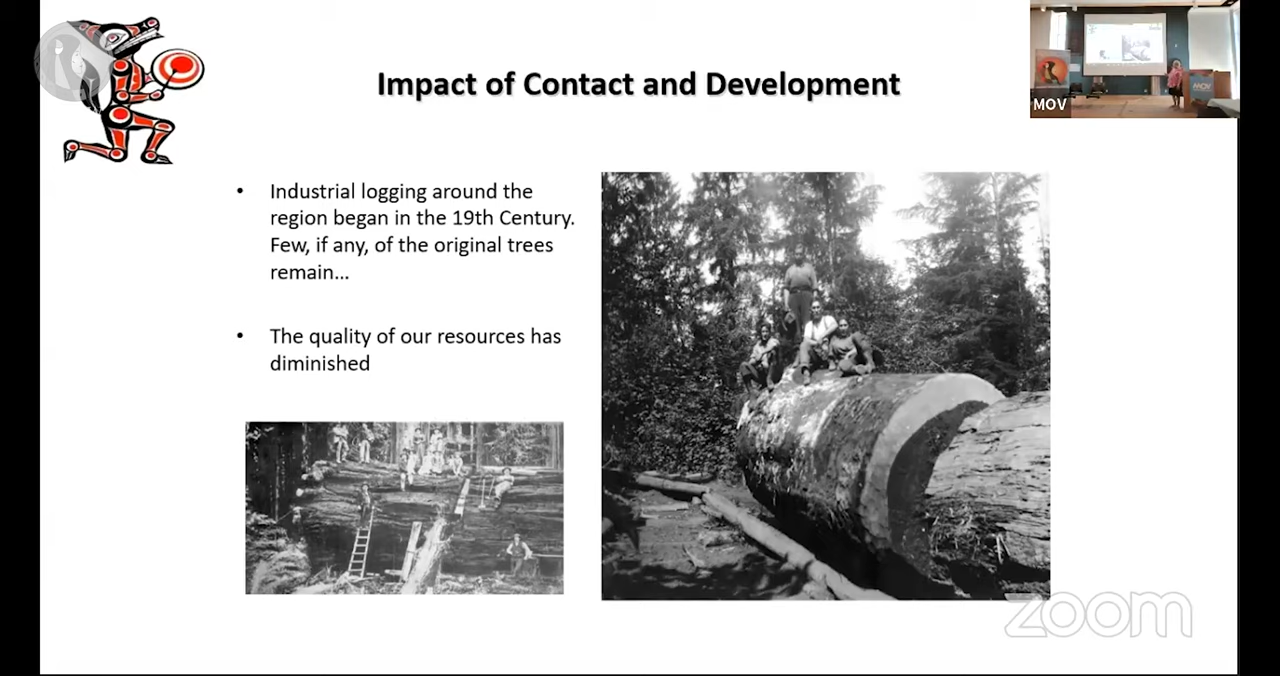 Impact of Contact and Development
MOV
• Industrial logging around the
region began in the 19th Century.
Few, if any, of the original trees
remain...
• The quality of our resources has
diminished
zoom